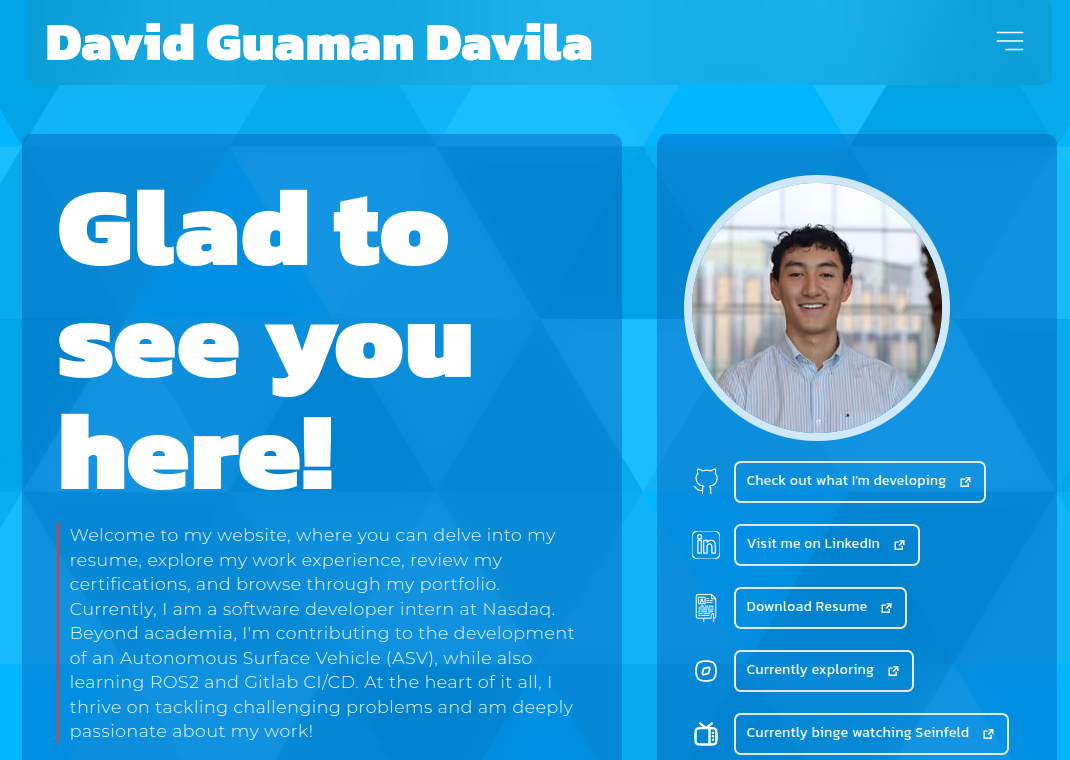 David Guaman Davila
Glad to
see you
here!
Welcome to my website, where you can delve into my
resume, explore my work experience, review my
certifications, and browse through my portfolio.
Currently, I am a software developer intern at Nasdaq.
Beyond academia, I'm contributing to the development
of an Autonomous Surface Vehicle (ASV), while also
learning ROS2 and Gitlab CI/CD. At the heart of it all, I
thrive on tackling challenging problems and am deeply
passionate about my work!
Check out what I'm developing
in
Visit me on LinkedIn
Download Resume
Currently exploring
Currently binge watching Seinfeld